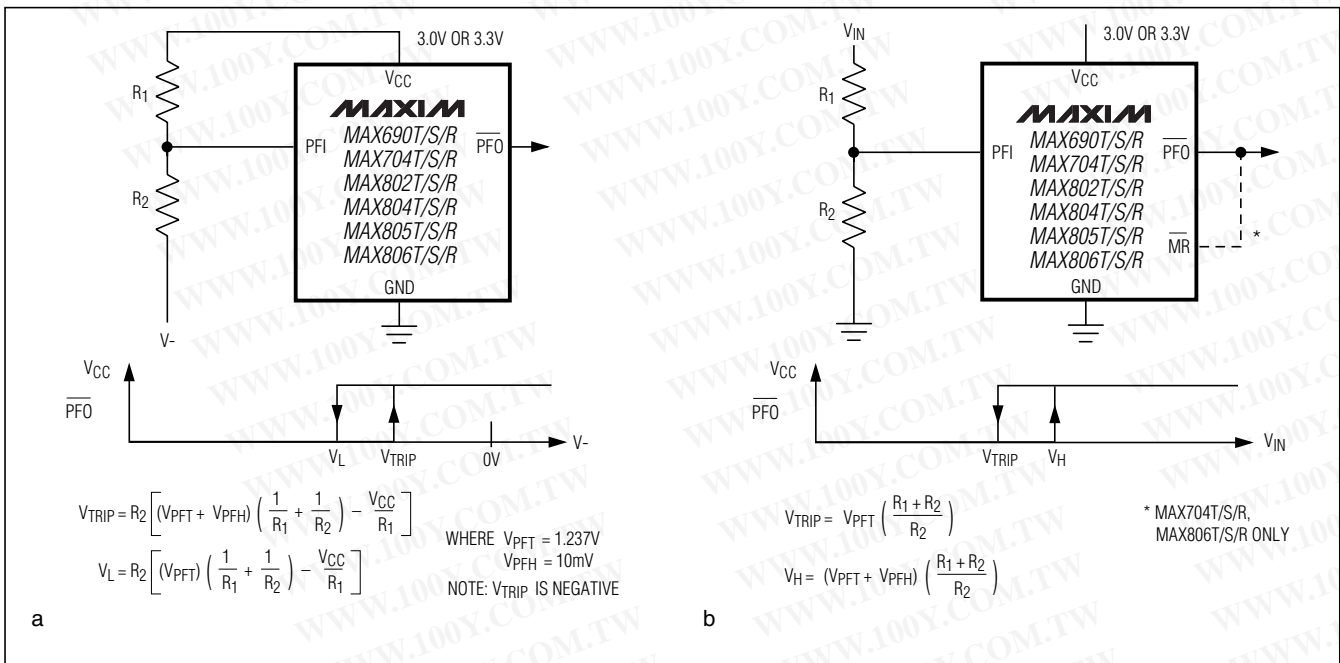 3.0V OR 3.3V
VCC
R1
MAXIM
MAX690T/S/R
MAX704T/S/R
MAX802T/S/R
MAX804T/S/R
MAX805T/S/R
MAX806T/S/R
PFI
PFO
R2
GND
V-
VCC
PFO
VL
VTRIP
0V
V-
VTRIP = R2 [(VPFT + VPFH) (1/R1 + 1/R2) – VCC/R1]
VL = R2 [(VPFT) (1/R1 + 1/R2) – VCC/R1]
WHERE VPFT = 1.237V
VPFH = 10mV
NOTE: VTRIP IS NEGATIVE
a
VIN
3.0V OR 3.3V
VCC
R1
MAXIM
MAX690T/S/R
MAX704T/S/R
MAX802T/S/R
MAX804T/S/R
MAX805T/S/R
MAX806T/S/R
PFI
PFO
R2
MR
*
GND
VCC
PFO
VTRIP
VH
VIN
VTRIP = VPFT (R1 + R2/R2)
VH = (VPFT + VPFH) (R1 + R2/R2)
* MAX704T/S/R,
MAX806T/S/R ONLY
b
WWW.100Y.COM.TW